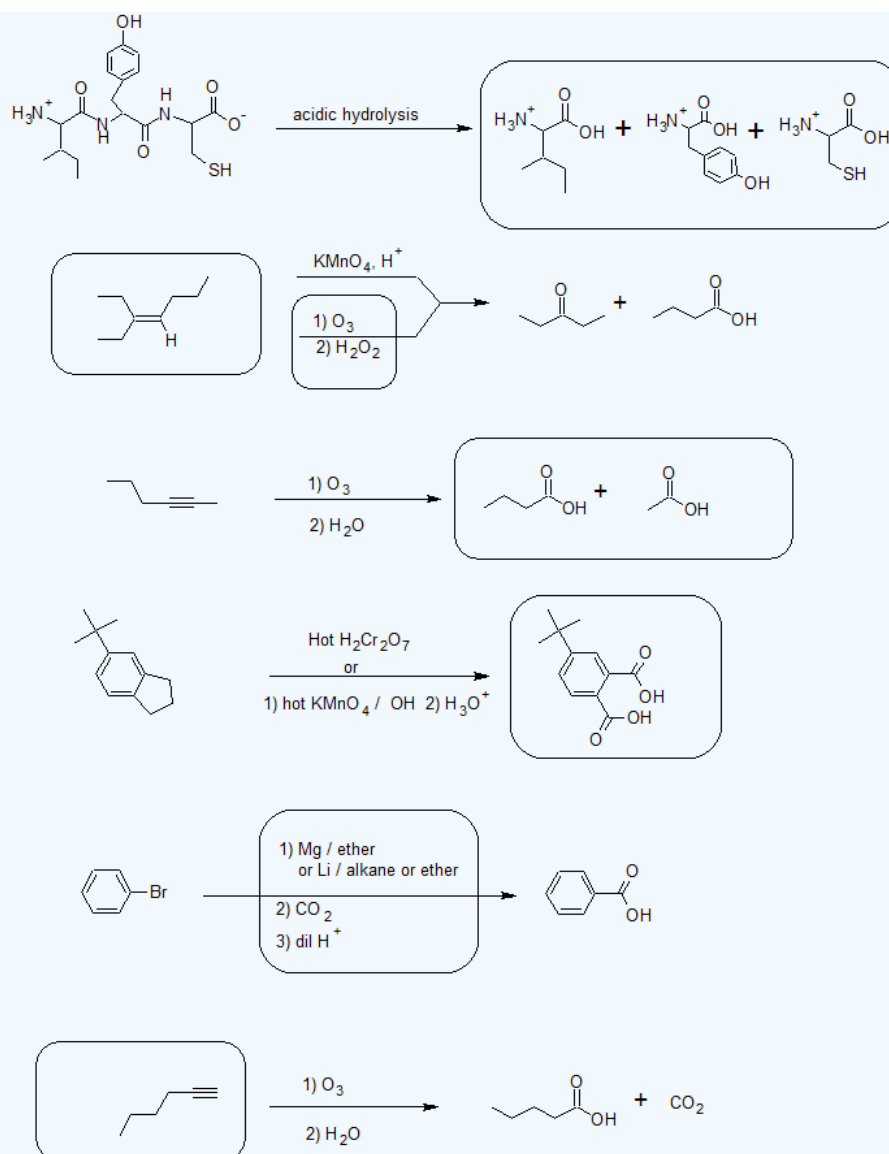 OH
H3N+ O H N O
acidic hydrolysis
N H O O-
SH
H3N+ O OH + H3N+ O OH + H3N+ O OH
OH
SH
KMnO4, H+
1) O3
2) H2O2
H
O + O OH
1) O3
2) H2O
O OH + O OH
Hot H2Cr2O7
or
1) hot KMnO4 / OH 2) H3O+
O OH
OH O
Br
1) Mg / ether
or Li / alkane or ether
2) CO2
3) dil H+
O OH
1) O3
2) H2O
O OH + CO2